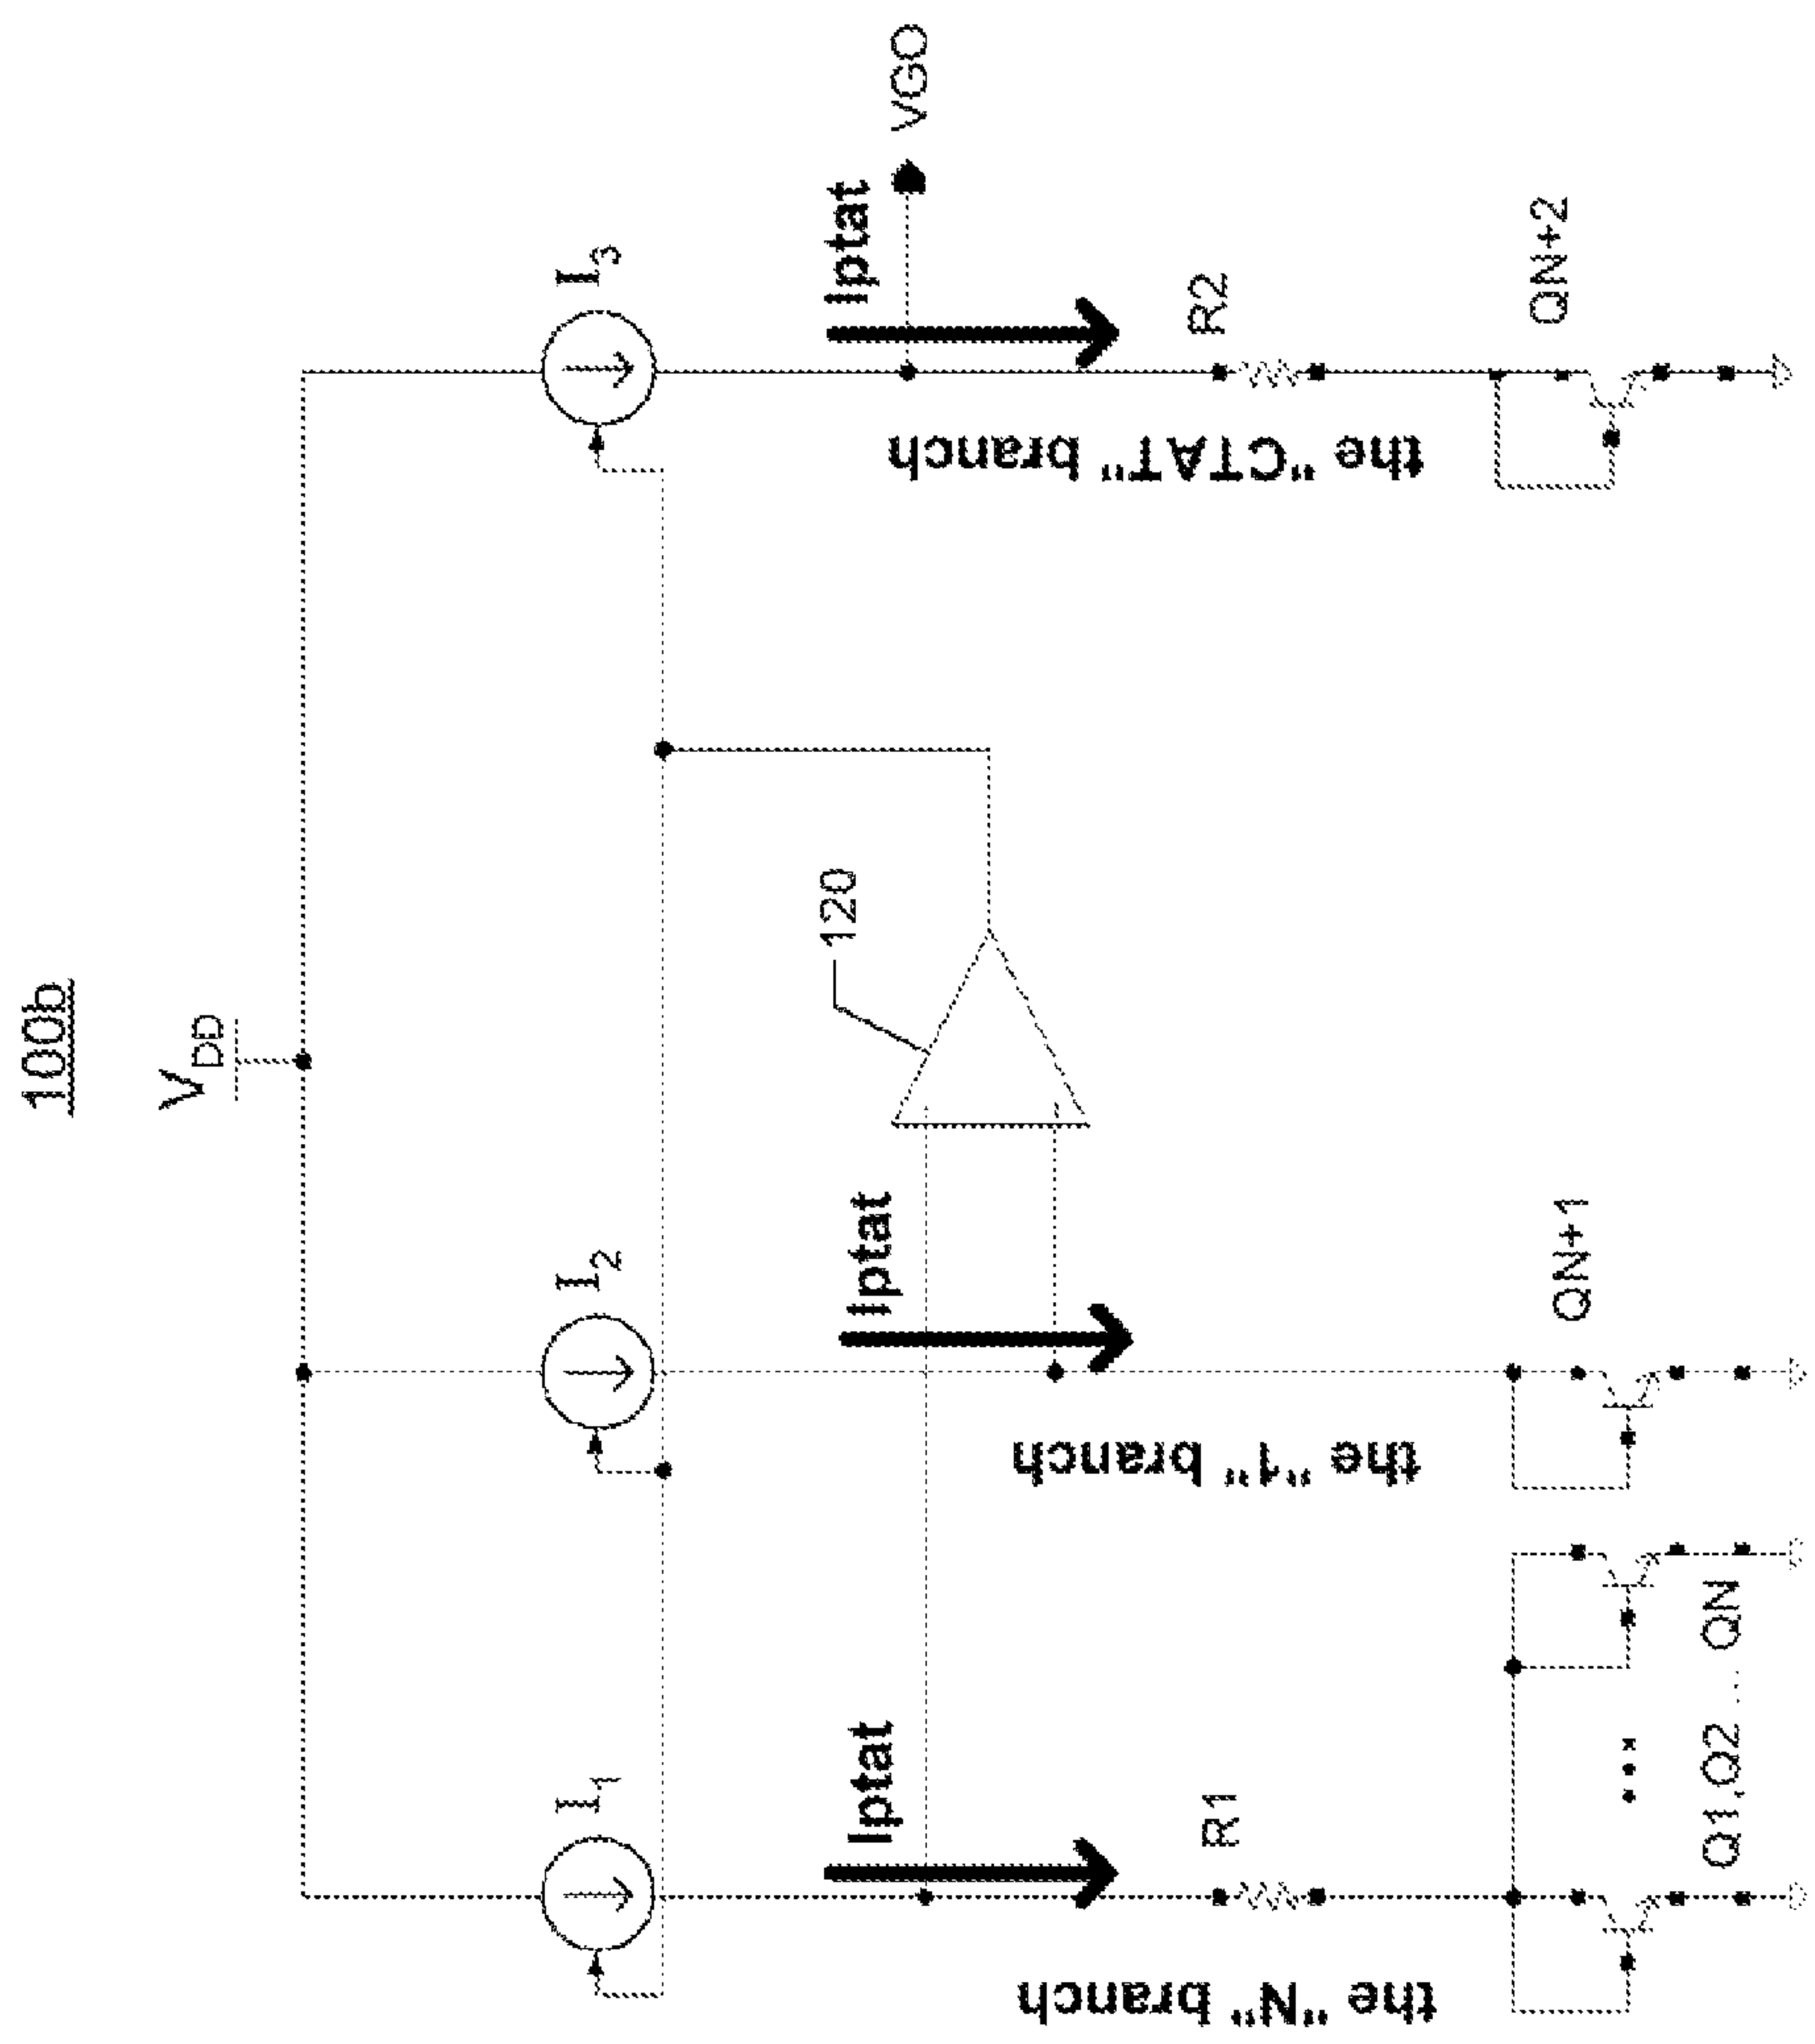 100b
VDD
I1
I2
I3
Iptat
Iptat
Iptat
VGO
120
the "N" branch
the "1" branch
the "CTAT" branch
R1
R2
Q1,Q2 ... QN
QN+1
QN+2